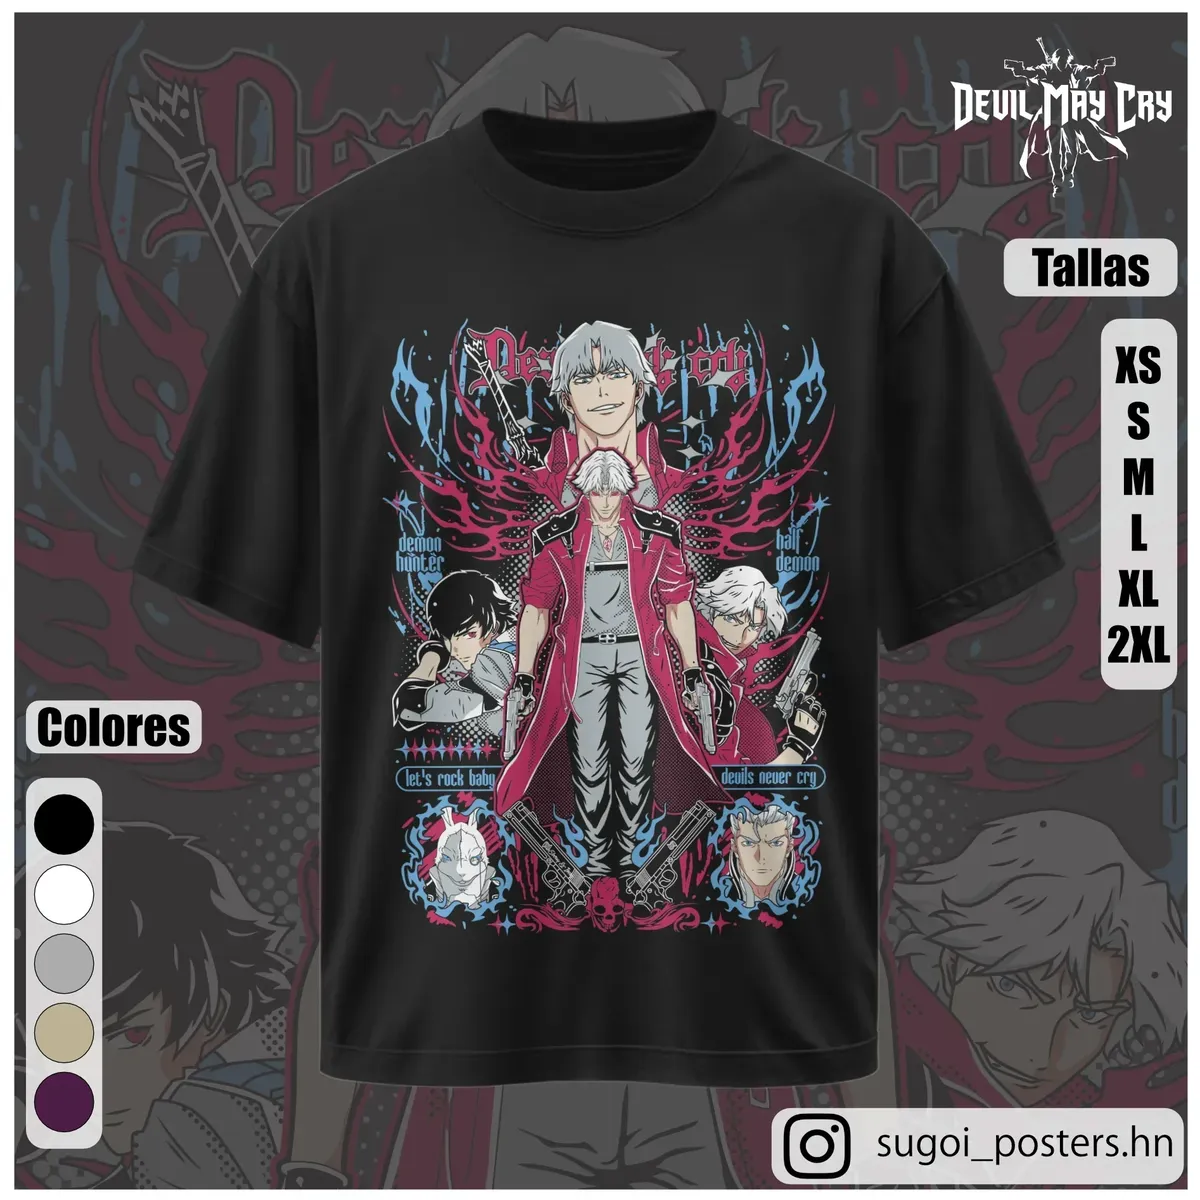 DEVIL MAY CRY
Tallas
XS
S
M
L
XL
2XL
demon
hunter
half
demon
let's rock baby
devils never cry
Colores
sugoi_posters.hn